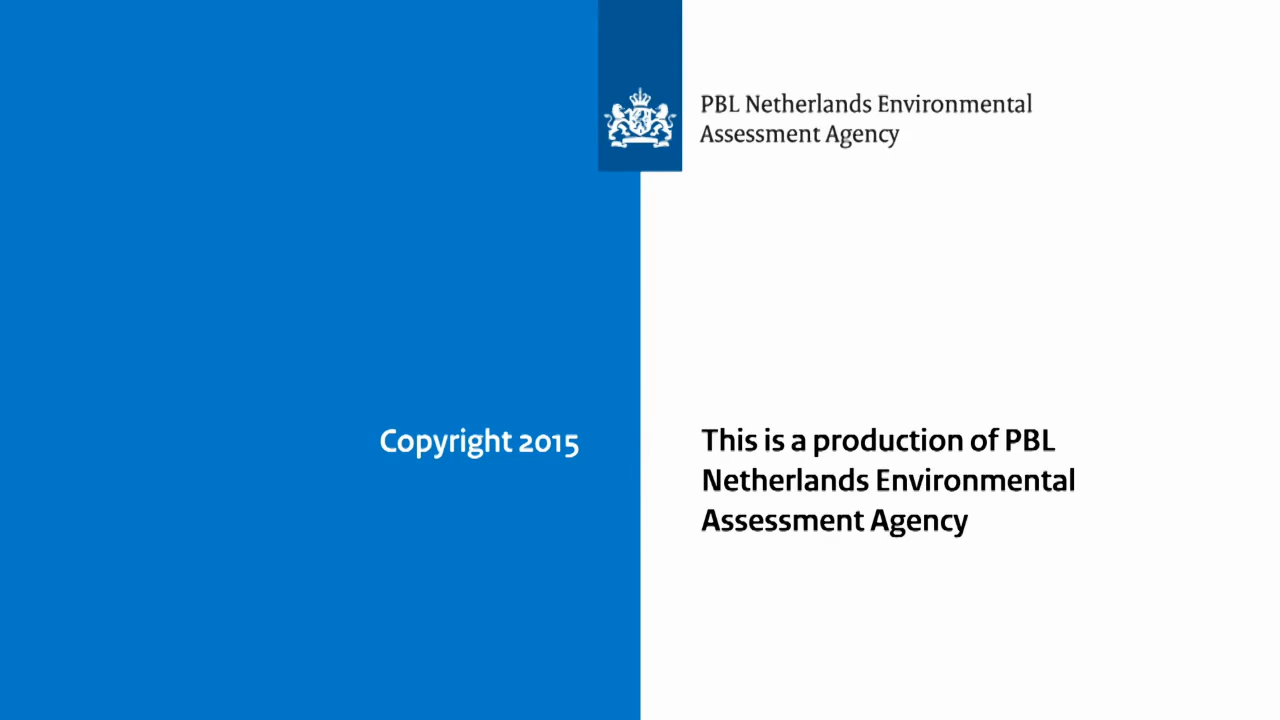 PBL Netherlands Environmental
Assessment Agency
Copyright 2015
This is a production of PBL
Netherlands Environmental
Assessment Agency